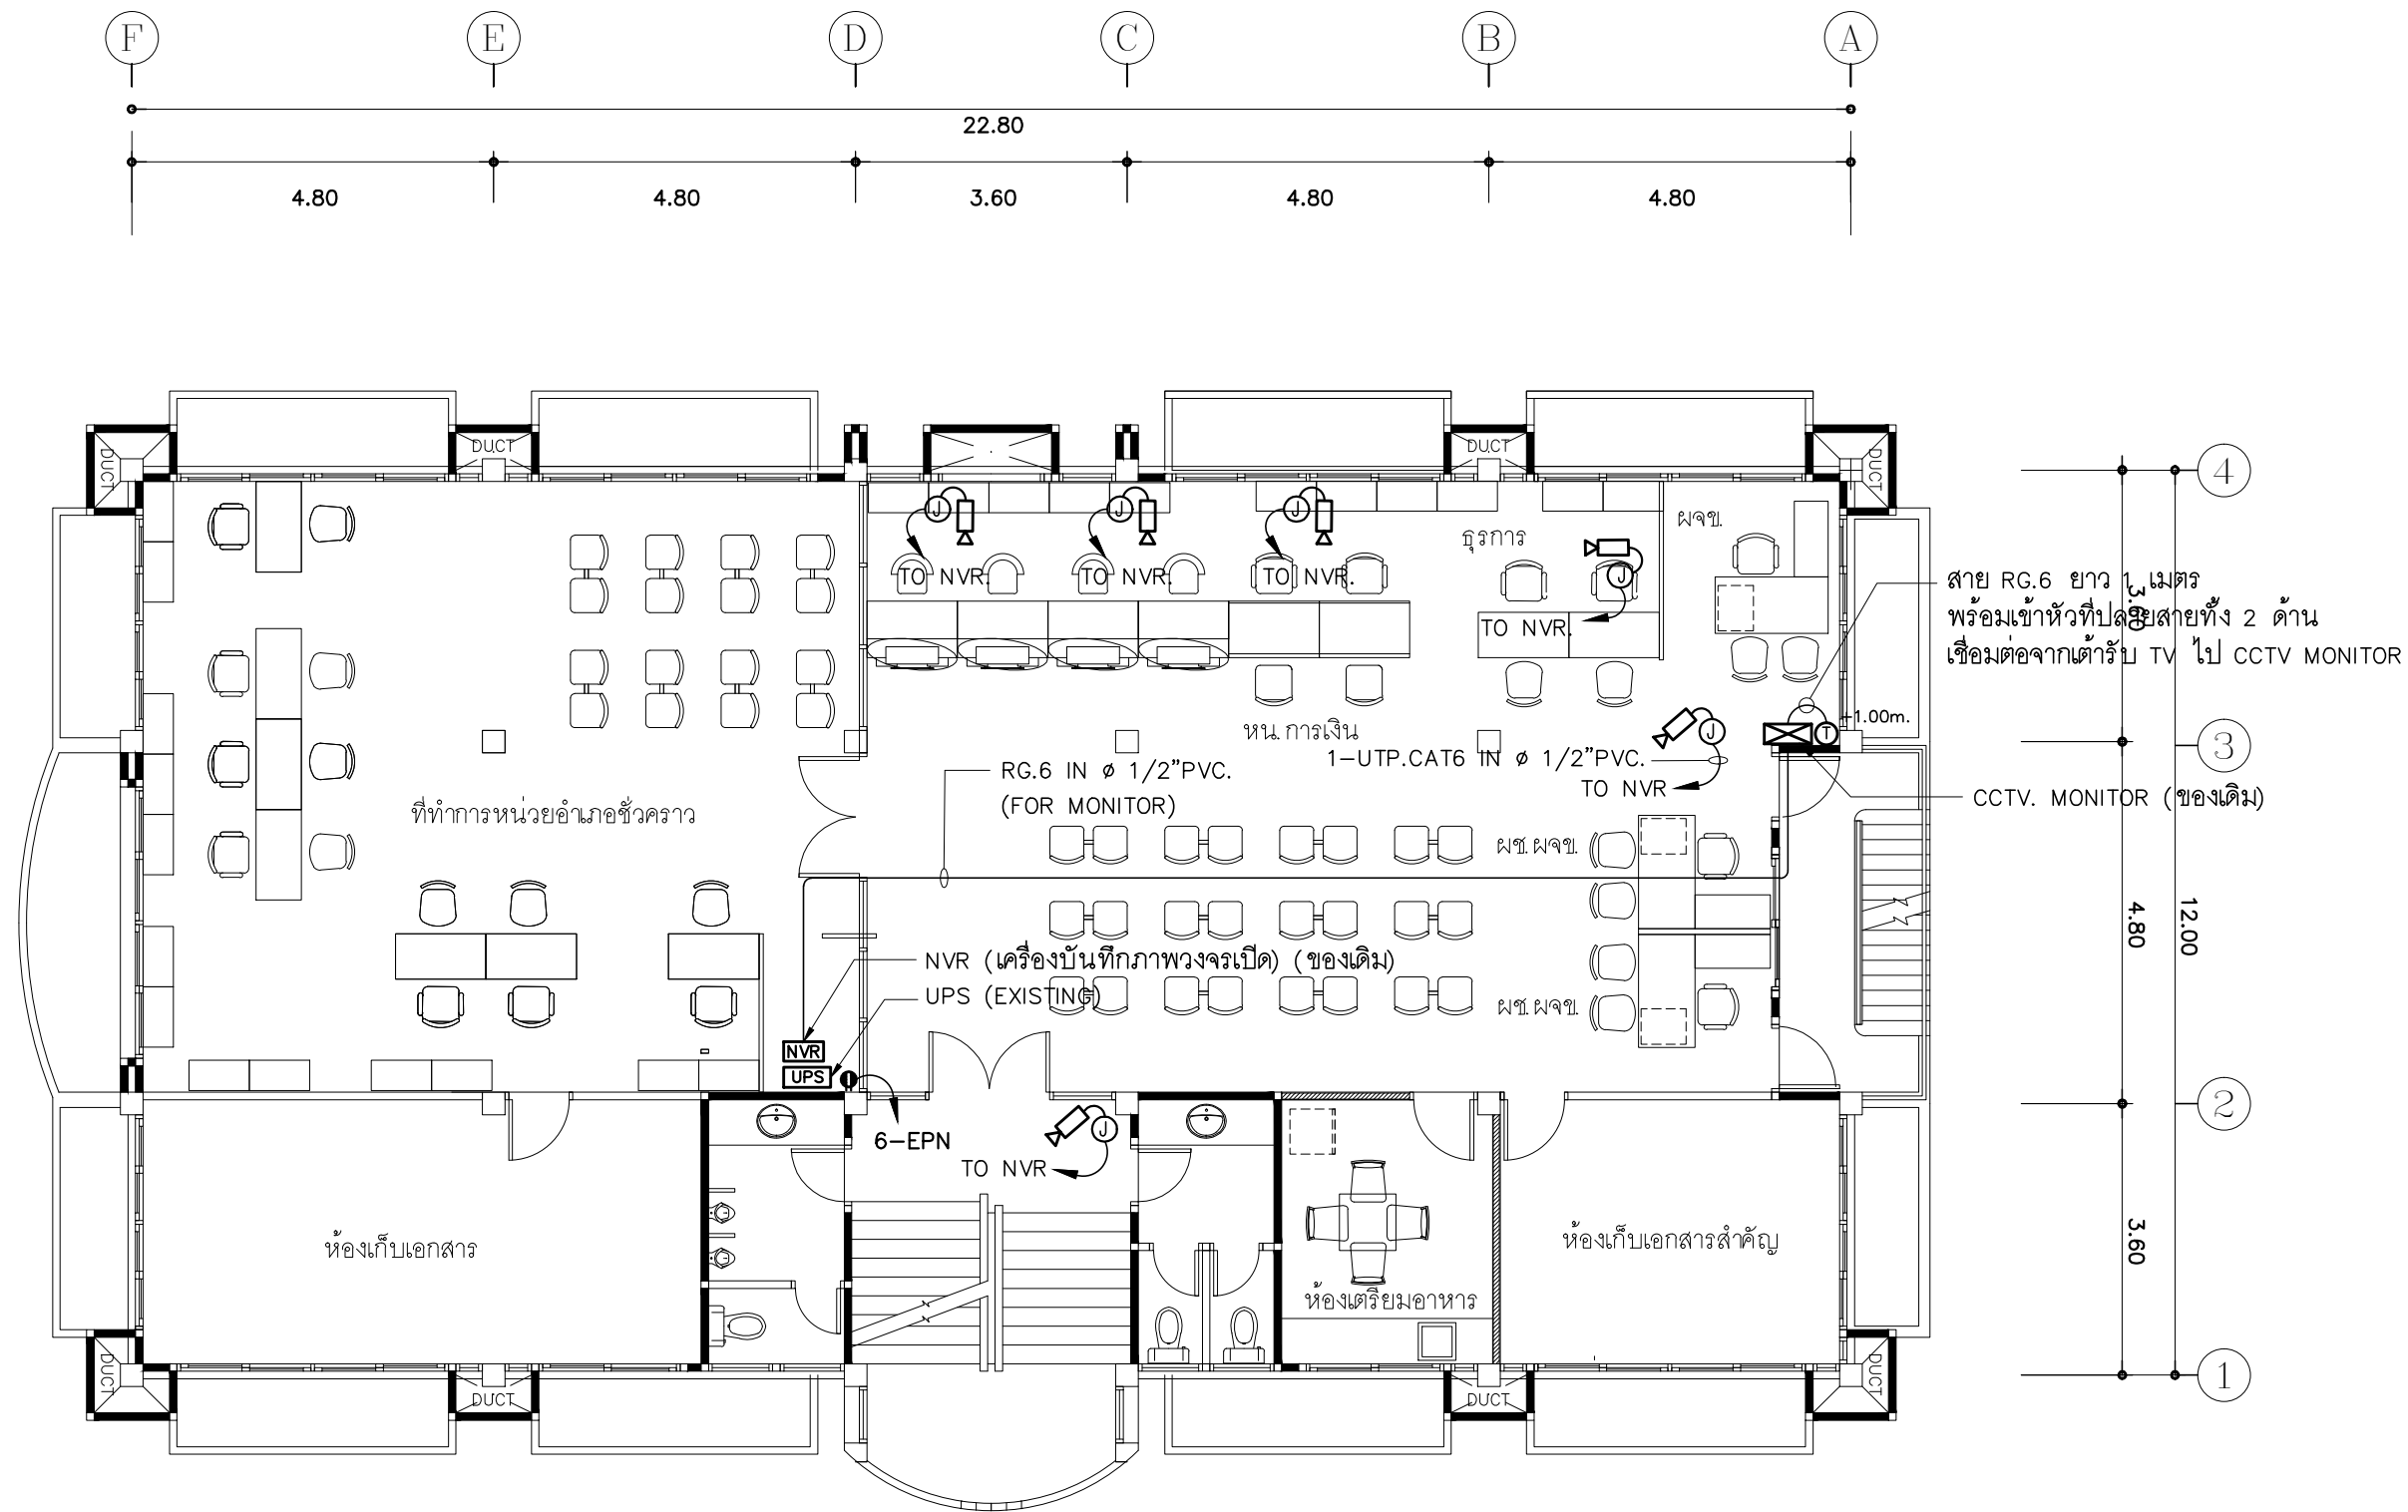 F
E
D
C
B
A
22.80
4.80
4.80
3.60
4.80
4.80
DUCT
DUCT
DUCT
DUCT
4
J
J
J
ผจข.
ธุรการ
J
TO NVR.
TO NVR.
TO NVR.
TO NVR.
สาย RG.6 ยาว 1 เมตร
พร้อมเข้าหัวที่ปลายสายทั้ง 2 ด้าน
เชื่อมต่อจากเต้ารับ TV ไป CCTV MONITOR
3.60
หน.การเงิน
J
T
+1.00m.
3
1-UTP.CAT6 IN ø 1/2"PVC.
TO NVR
RG.6 IN ø 1/2"PVC.
(FOR MONITOR)
CCTV. MONITOR (ของเดิม)
ที่ทำการหน่วยอำเภอชั่วคราว
ผช.ผจข.
4.80
12.00
NVR (เครื่องบันทึกภาพวงจรเปิด) (ของเดิม)
UPS (EXISTING)
ผช.ผจข.
NVR
UPS
2
6-EPN
J
TO NVR
3.60
ห้องเก็บเอกสาร
ห้องเก็บเอกสารสำคัญ
ห้องเตรียมอาหาร
DUCT
DUCT
DUCT
DUCT
1